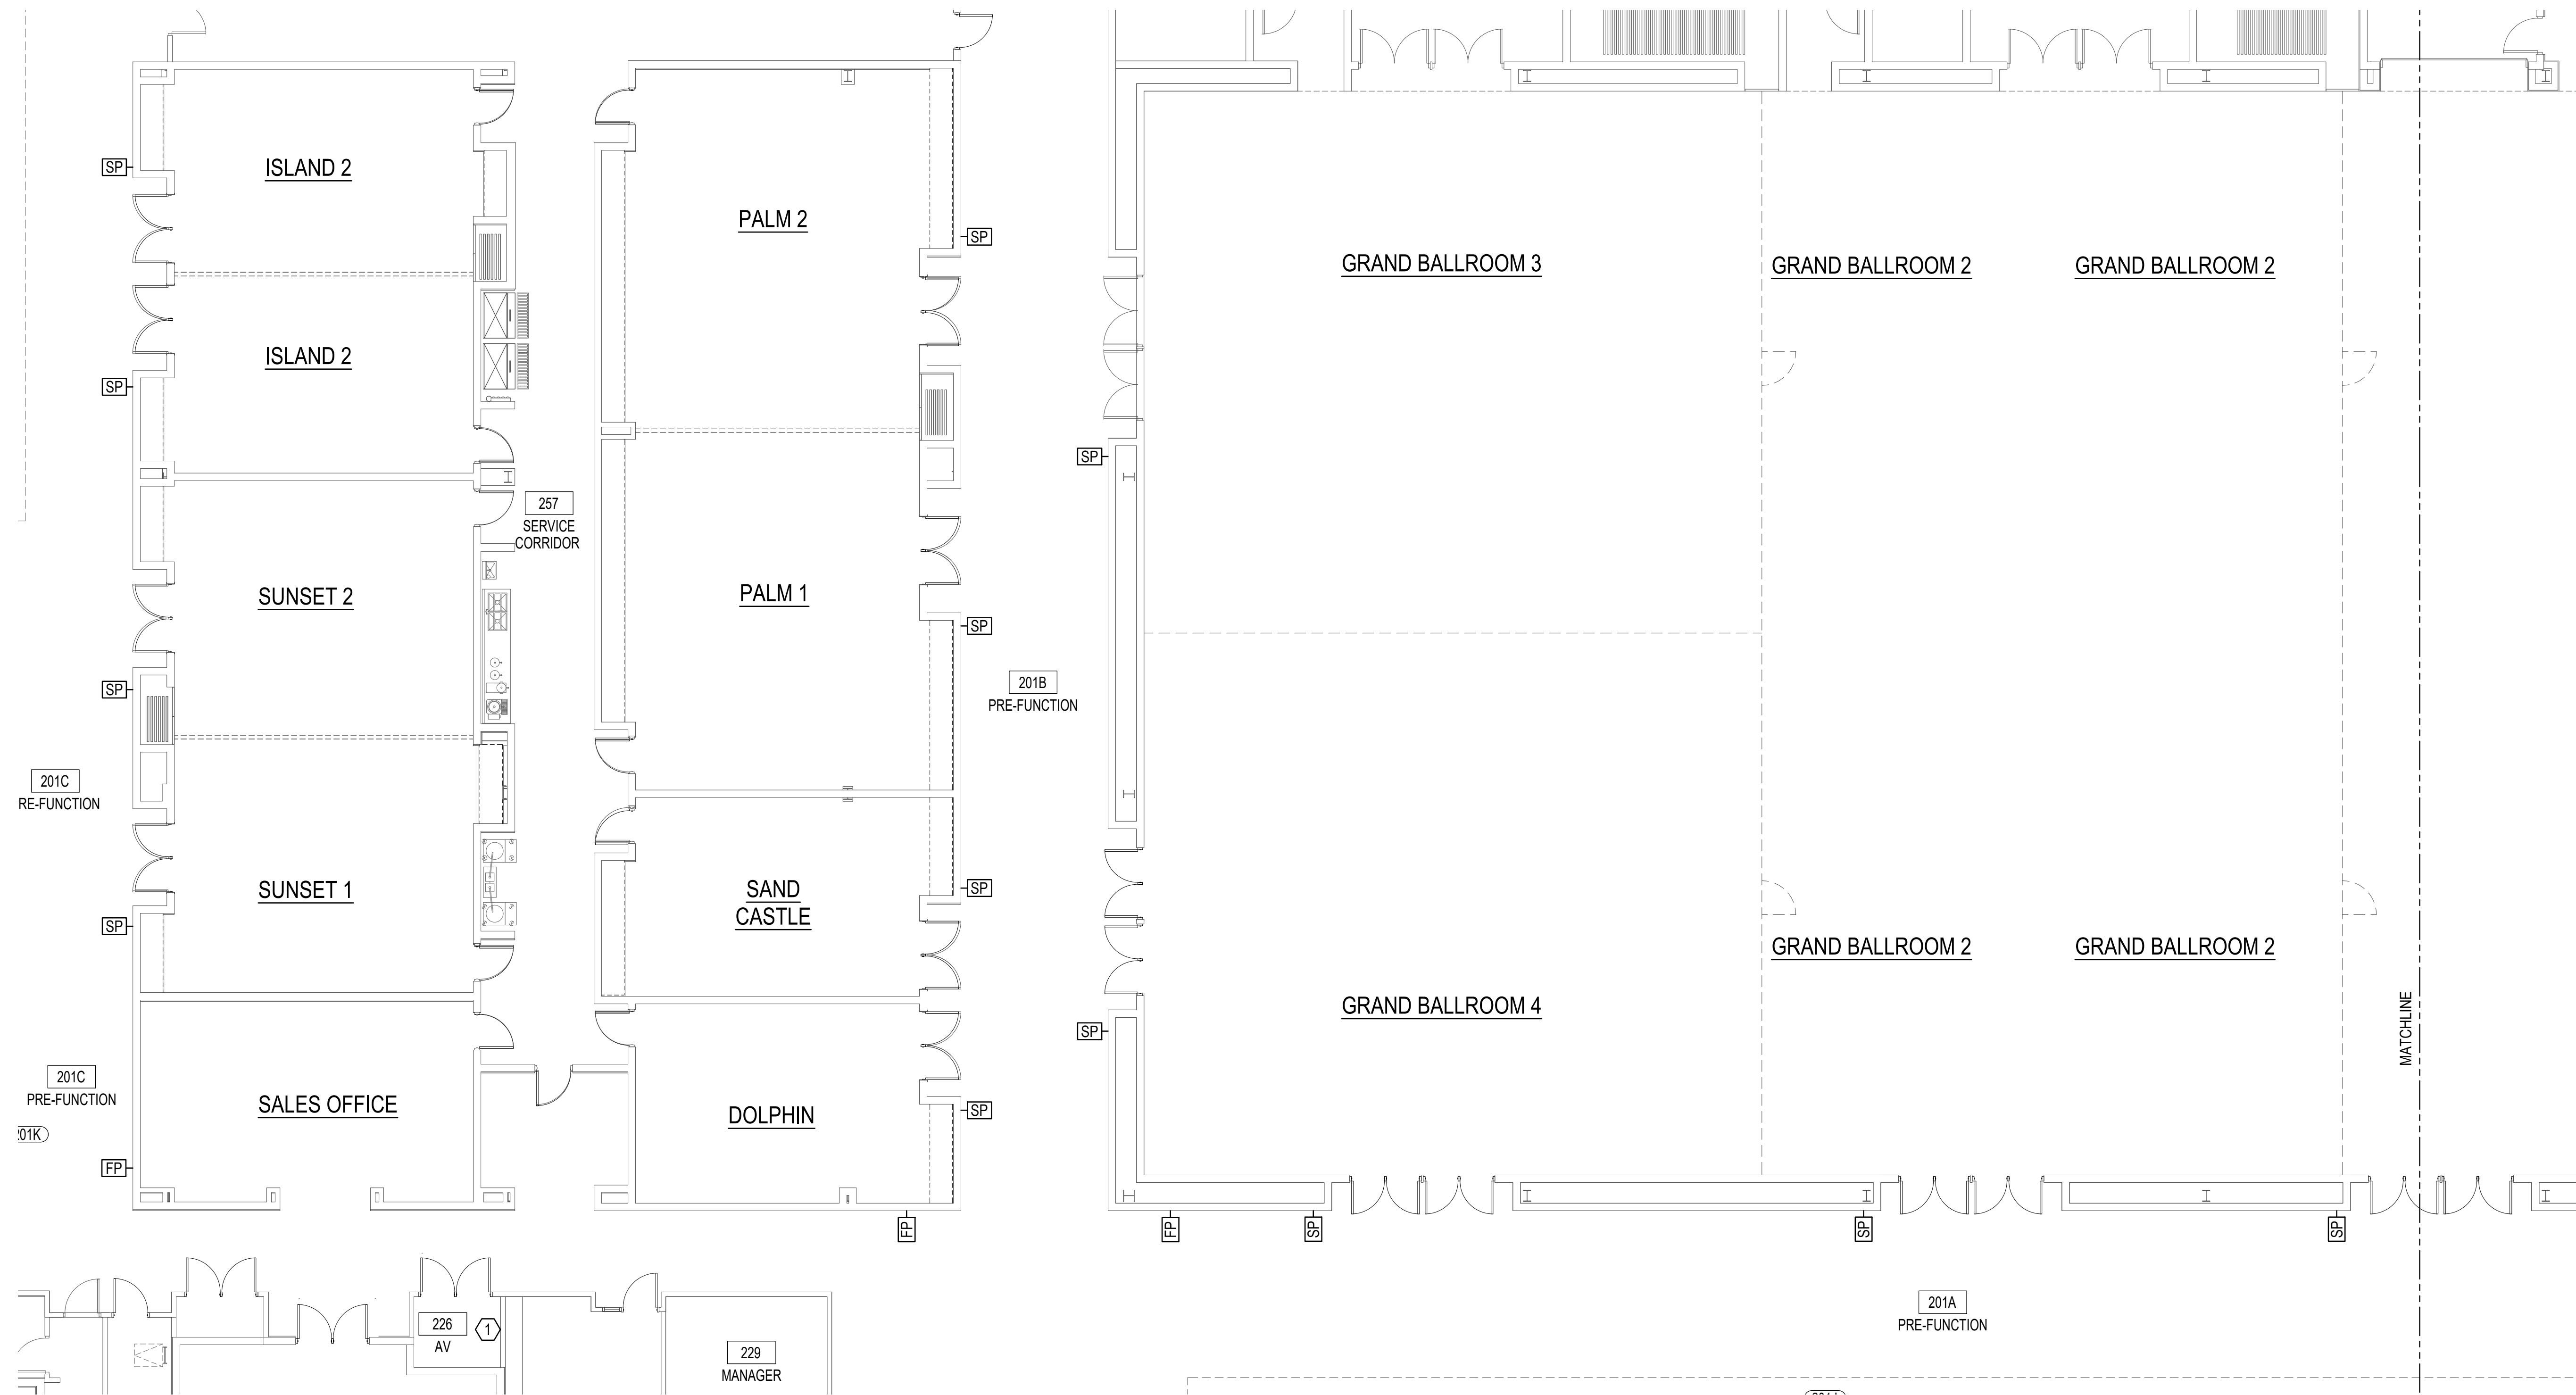 ISLAND 2
SP
PALM 2
SP
GRAND BALLROOM 3
GRAND BALLROOM 2
GRAND BALLROOM 2
ISLAND 2
SP
SP
257
SERVICE
CORRIDOR
SUNSET 2
PALM 1
SP
SP
201B
PRE-FUNCTION
201C
RE-FUNCTION
SUNSET 1
SP
SAND
CASTLE
SP
GRAND BALLROOM 2
GRAND BALLROOM 2
GRAND BALLROOM 4
SP
MATCHLINE
201C
PRE-FUNCTION
SALES OFFICE
DOLPHIN
SP
01K
FP
FP
FP
SP
SP
SP
226
AV
1
229
MANAGER
201A
PRE-FUNCTION